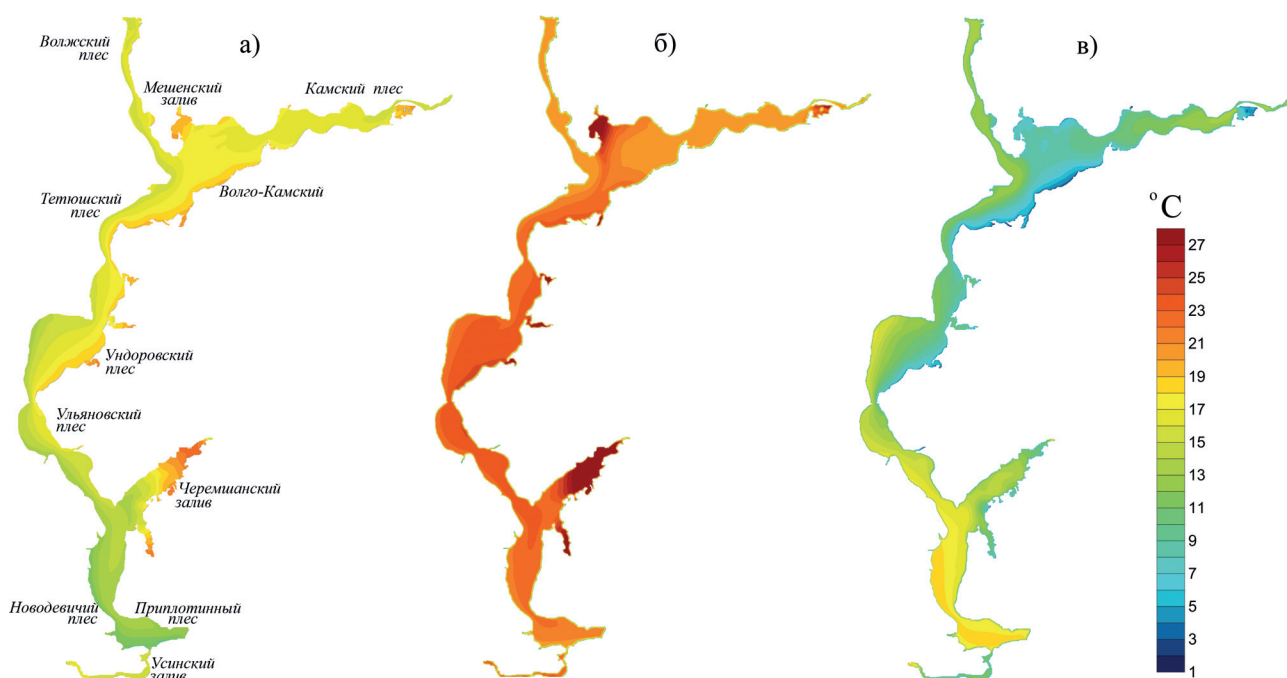 а)
б)
в)
Волжский
плес
Мешенский
залив
Камский плес
Тетюшский
плес
Волго-Камский
Ундоровский
плес
Ульяновский
плес
Черемшанский
залив
Новодевичий
плес
Приплотинный
плес
Усинский
залив
°C
27
25
23
21
19
17
15
13
11
9
7
5
3
1